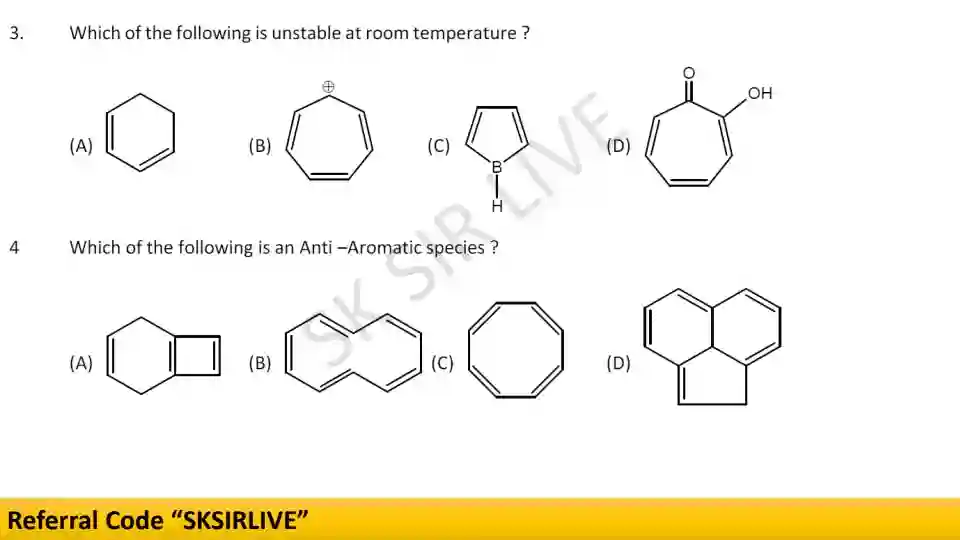 3. Which of the following is unstable at room temperature ?
⊕
O
OH
(A) (B) (C) (D)
B
H
4 Which of the following is an Anti –Aromatic species ?
(A) (B) (C) (D)
SK SIR LIVE
Referral Code “SKSIRLIVE”